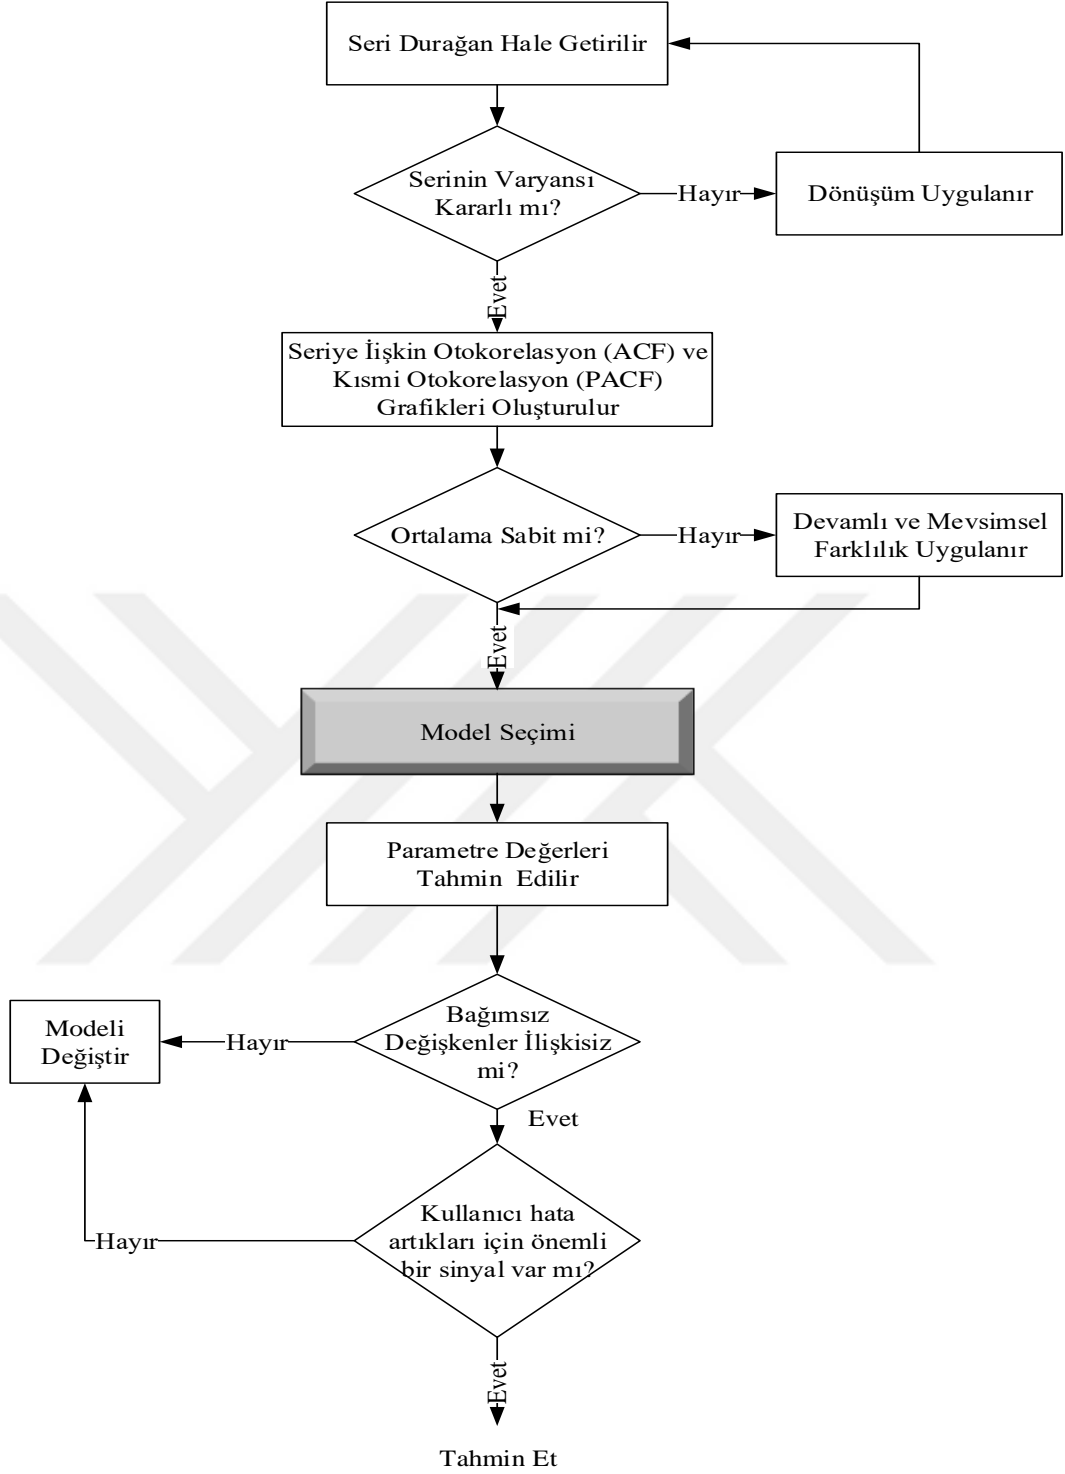 Seri Durağan Hale Getirilir
Serinin Varyansı
Kararlı mı?
Hayır
Dönüşüm Uygulanır
Evet
Seriye İiişkin Otokorelasyon (ACF) ve
Kısmi Otokorelasyon (PACF)
Grafikleri Oluşturulur
Ortalama Sabit mi?
Hayır
Devamlı ve Mevsimsel
Farklılık Uygulanır
Evet
Model Seçimi
Parametre Değerleri
Tahmin Edilir
Bağımsız
Değişkenler İlişkisiz
mi?
Hayır
Modeli
Değiştir
Evet
Kullanıcı hata
artıkları için önemli
bir sinyal var mı?
Hayır
Evet
Tahmin Et